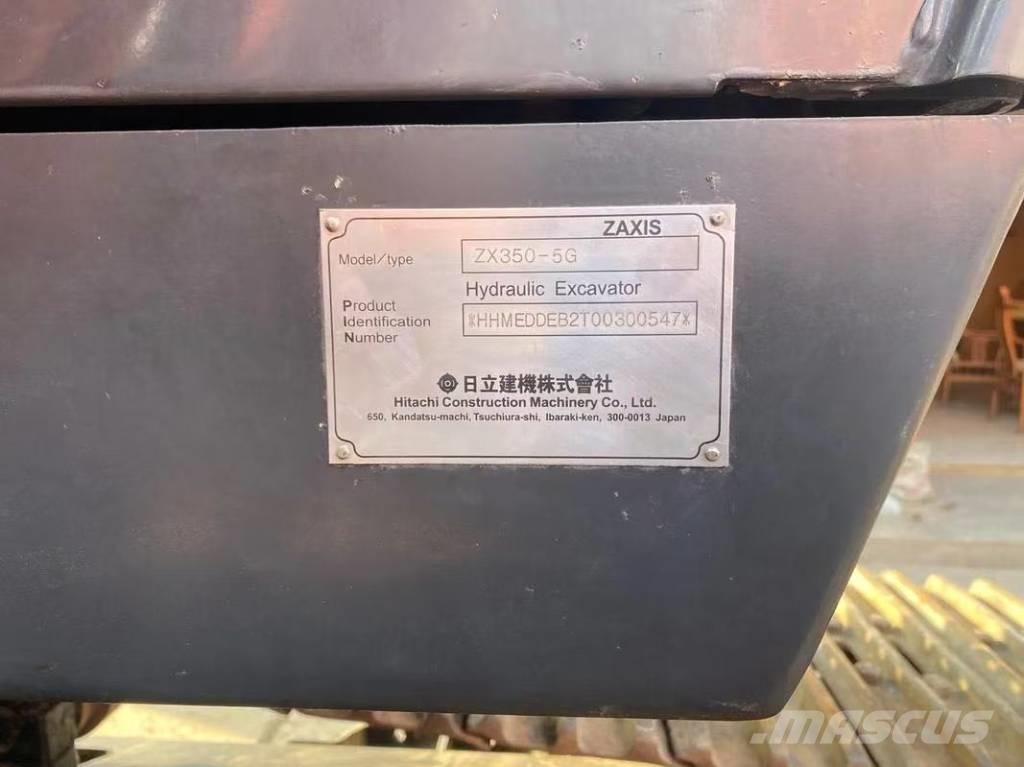 ZAXIS
Model/type ZX350-5G
Hydraulic Excavator
Product
Identification *HHMEDDEB2T00300547*
Number
日立建機株式會社
Hitachi Construction Machinery Co., Ltd.
650, Kandatsu-machi, Tsuchiura-shi, Ibaraki-ken, 300-0013 Japan
MASCUS